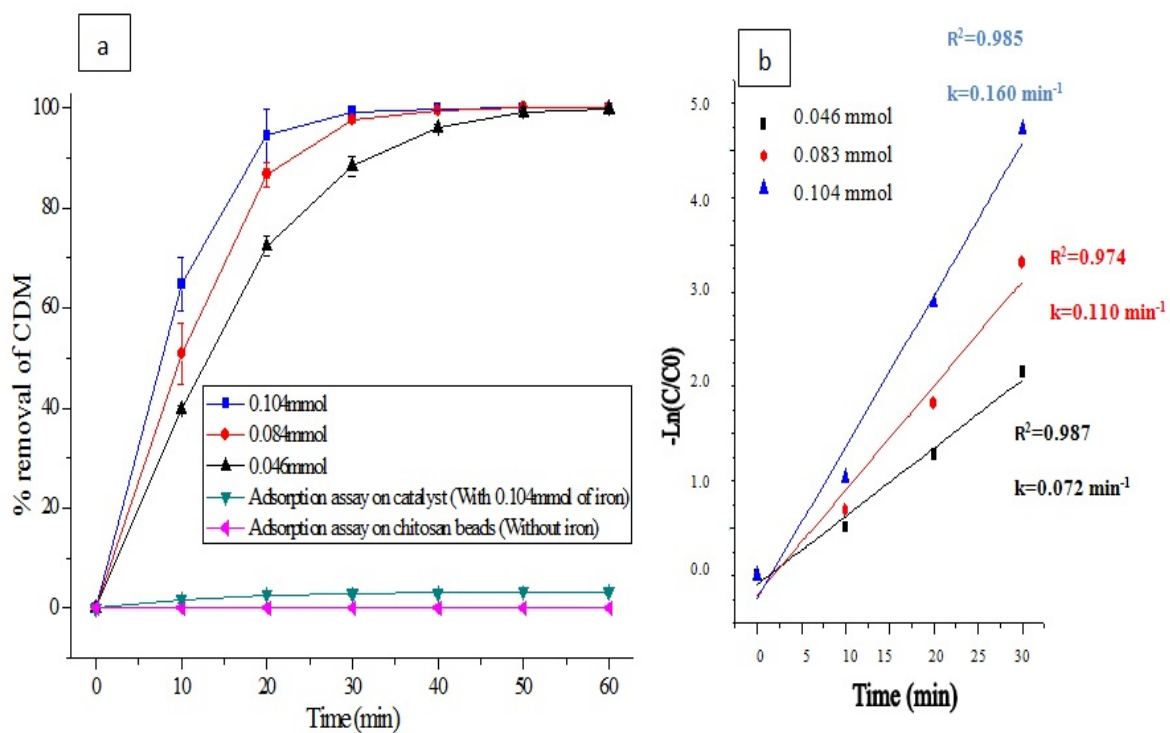 a
% removal of CDM
100
80
60
40
20
0
0.104mmol
0.084mmol
0.046mmol
Adsorption assay on catalyst (With 0.104mmol of iron)
Adsorption assay on chitosan beads (Without iron)
0 10 20 30 40 50 60
Time (min)
b
R²=0.985
k=0.160 min⁻¹
-Ln(C/C0)
5.0
4.0
3.0
2.0
1.0
0.0
0.046 mmol
0.083 mmol
0.104 mmol
R²=0.974
k=0.110 min⁻¹
R²=0.987
k=0.072 min⁻¹
0 5 10 15 20 25 30
Time (min)